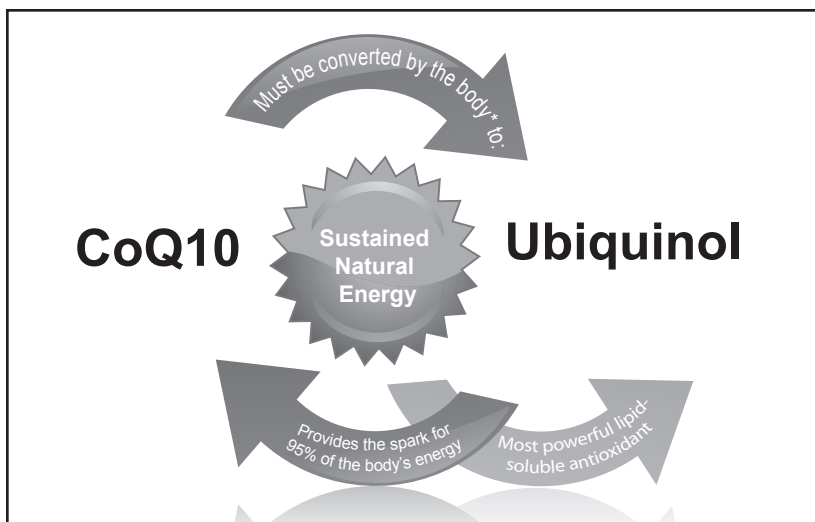 Must be converted by the body* to:
CoQ10
Sustained
Natural
Energy
Ubiquinol
Provides the spark for
95% of the body's energy
Most powerful lipid-
soluble antioxidant